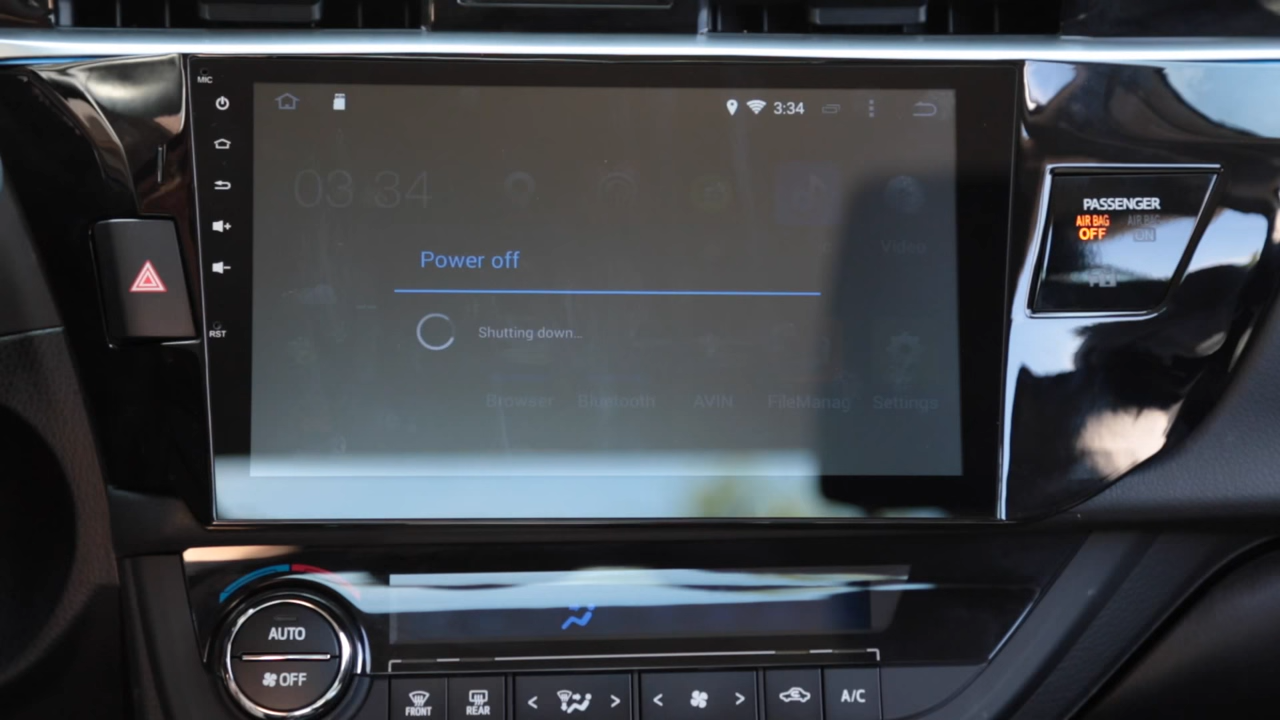 MIC
3:34
03 34
PASSENGER
AIR BAG AIR BAG
OFF ON
Video
Power off
RST
Shutting down...
Browser Bluetooth AVIN FileManag Settings
AUTO
OFF
FRONT
REAR
< >
< >
A/C